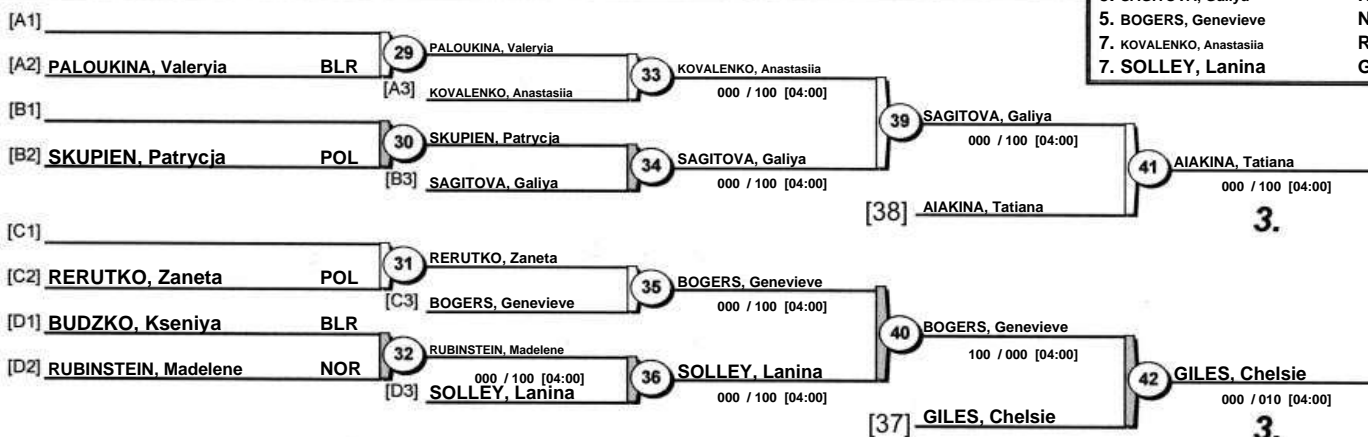 5. BOGERS, Genevieve N
7. KOVALENKO, Anastasiia R
7. SOLLEY, Lanina G
[A1]
[A2] PALOUKINA, Valeryia BLR
29
PALOUKINA, Valeryia
[A3] KOVALENKO, Anastasiia
33
KOVALENKO, Anastasiia
000 / 100 [04:00]
[B1]
[B2] SKUPIEN, Patrycja POL
30
SKUPIEN, Patrycja
[B3] SAGITOVA, Galiya
34
SAGITOVA, Galiya
000 / 100 [04:00]
39
SAGITOVA, Galiya
000 / 100 [04:00]
[38] AIAKINA, Tatiana
41
AIAKINA, Tatiana
000 / 100 [04:00]
3.
[C1]
[C2] RERUTKO, Zaneta POL
31
RERUTKO, Zaneta
[C3] BOGERS, Genevieve
35
BOGERS, Genevieve
000 / 100 [04:00]
[D1] BUDZKO, Kseniya BLR
[D2] RUBINSTEIN, Madelene NOR
32
RUBINSTEIN, Madelene
000 / 100 [04:00]
[D3] SOLLEY, Lanina
36
SOLLEY, Lanina
000 / 100 [04:00]
40
BOGERS, Genevieve
100 / 000 [04:00]
[37] GILES, Chelsie
42
GILES, Chelsie
000 / 010 [04:00]
3.